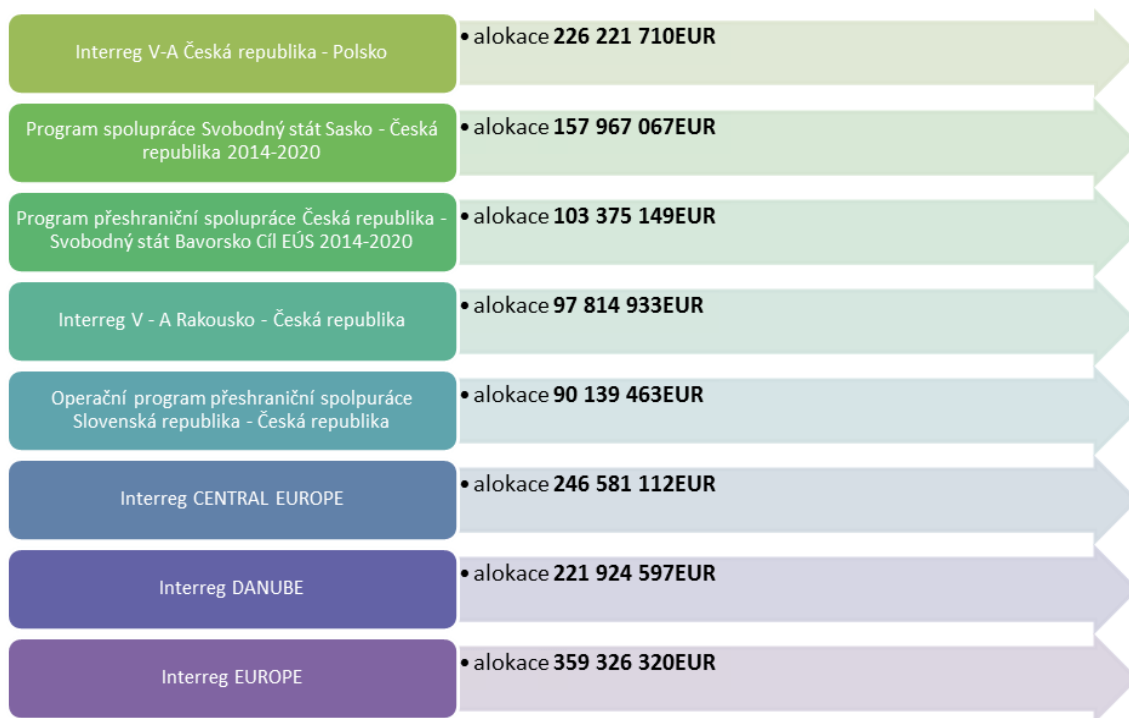 Interreg V-A Česká republika - Polsko
• alokace 226 221 710EUR
Program spolupráce Svobodný stát Sasko - Česká
republika 2014-2020
• alokace 157 967 067EUR
Program přeshraniční spolupráce Česká republika -
Svobodný stát Bavorsko Cíl EÚS 2014-2020
• alokace 103 375 149EUR
Interreg V - A Rakousko - Česká republika
• alokace 97 814 933EUR
Operační program přeshraniční spolpuráce
Slovenská republika - Česká republika
• alokace 90 139 463EUR
Interreg CENTRAL EUROPE
• alokace 246 581 112EUR
Interreg DANUBE
• alokace 221 924 597EUR
Interreg EUROPE
• alokace 359 326 320EUR